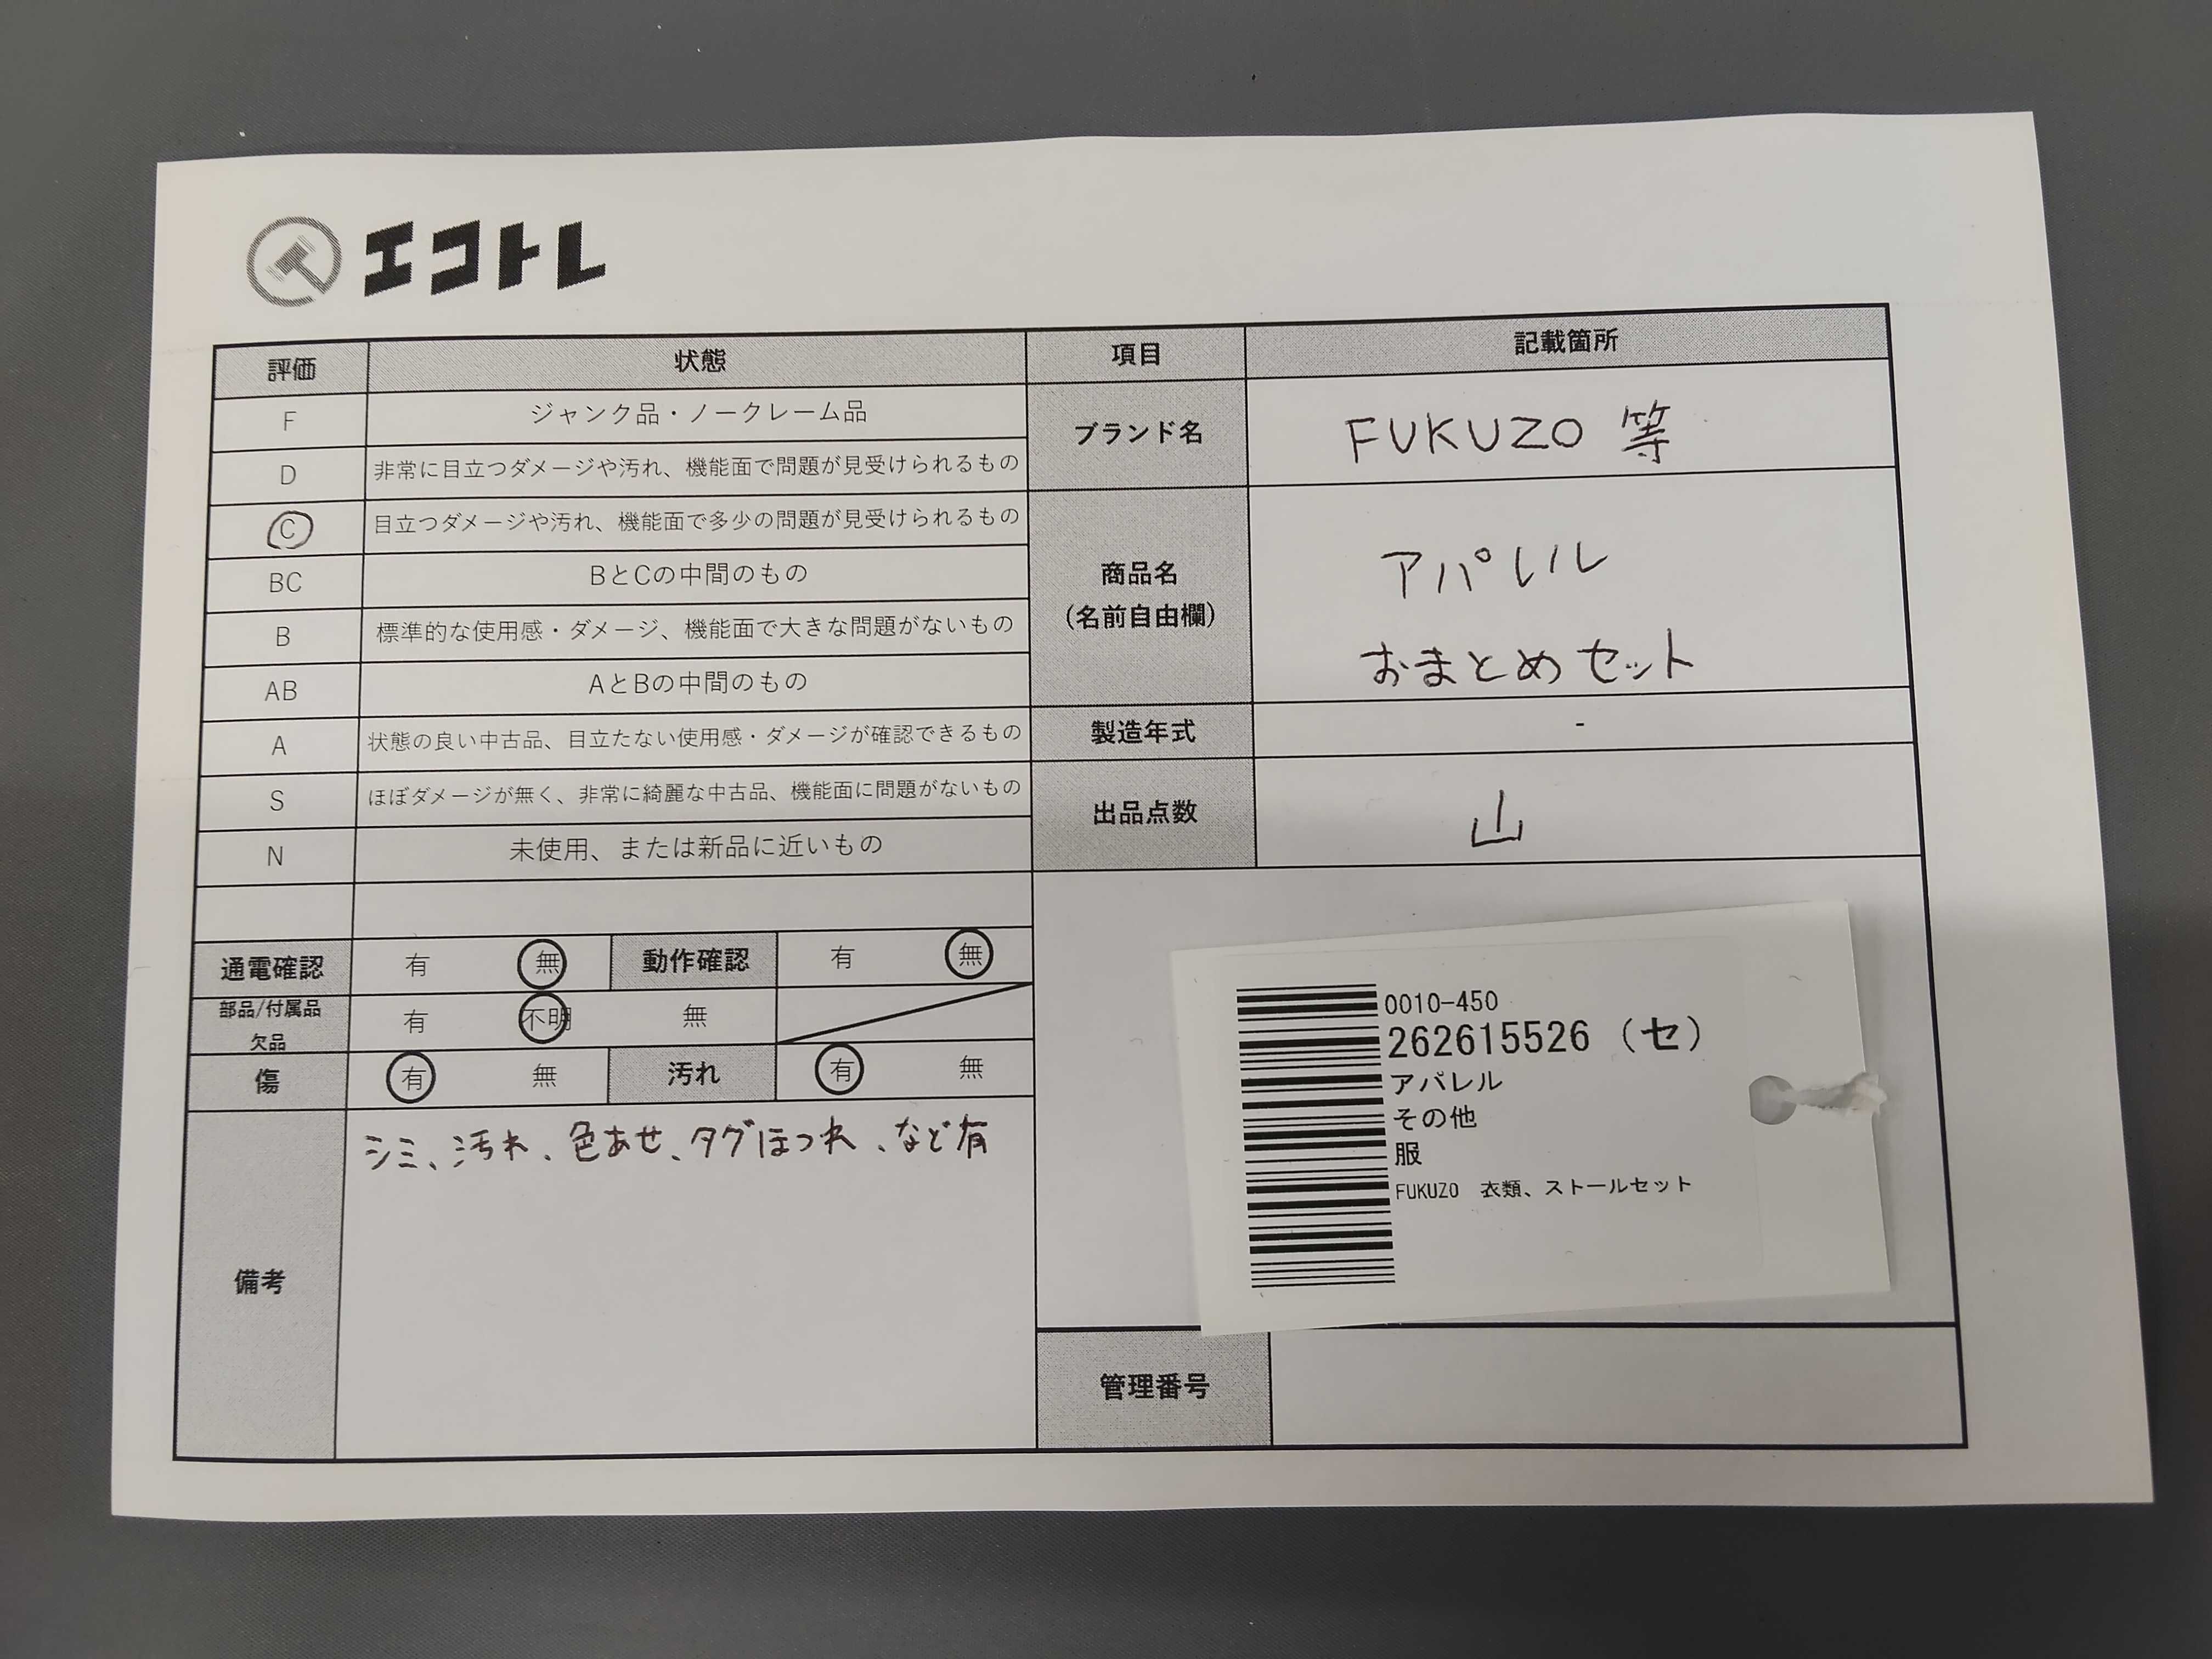 エコトレ
評価 状態 項目 記載箇所
F ジャンク品・ノークレーム品
D 非常に目立つダメージや汚れ、機能面で問題が見受けられるもの
C 目立つダメージや汚れ、機能面で多少の問題が見受けられるもの
BC BとCの中間のもの
B 標準的な使用感・ダメージ、機能面で大きな問題がないもの
AB AとBの中間のもの
A 状態の良い中古品、目立たない使用感・ダメージが確認できるもの
S ほぼダメージが無く、非常に綺麗な中古品、機能面に問題がないもの
N 未使用、または新品に近いもの
ブランド名 FUKUZO 等
商品名
(名前自由欄)
アパレル
おまとめセット
製造年式 -
出品点数 山
通電確認 有 無 動作確認 有 無
部品/付属品
欠品
有 不明 無
傷 有 無 汚れ 有 無
備考
シミ、汚れ、色あせ、タグほつれ、など有
0010-450
262615526 (セ)
アパレル
その他
服
FUKUZO 衣類、ストールセット
管理番号